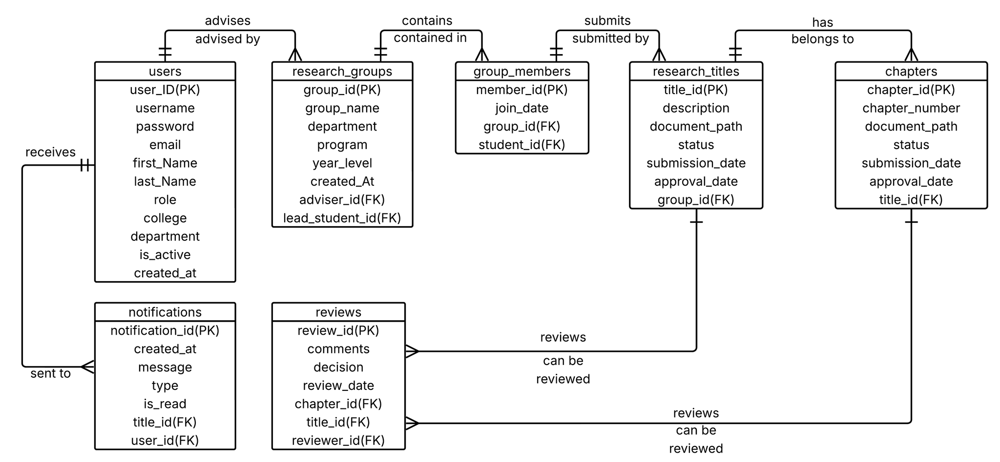 advises
advised by
contains
contained in
submits
submitted by
has
belongs to
users
user_ID(PK)
username
password
email
first_Name
last_Name
role
college
department
is_active
created_at
research_groups
group_id(PK)
group_name
department
program
year_level
created_At
adviser_id(FK)
lead_student_id(FK)
group_members
member_id(PK)
join_date
group_id(FK)
student_id(FK)
research_titles
title_id(PK)
description
document_path
status
submission_date
approval_date
group_id(FK)
chapters
chapter_id(PK)
chapter_number
document_path
status
submission_date
approval_date
title_id(FK)
receives
sent to
notifications
notification_id(PK)
created_at
message
type
is_read
title_id(FK)
user_id(FK)
reviews
review_id(PK)
comments
decision
review_date
chapter_id(FK)
title_id(FK)
reviewer_id(FK)
reviews
can be
reviewed
reviews
can be
reviewed